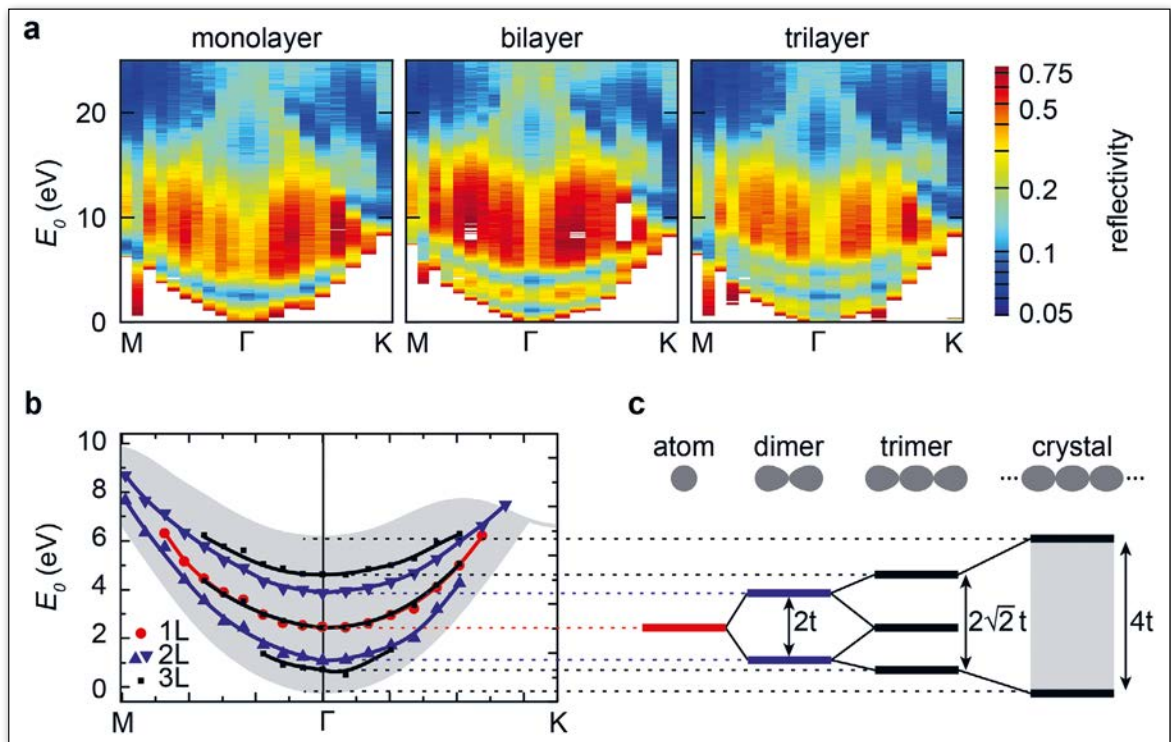 a
monolayer bilayer trilayer
E0 (eV)
20
10
0
M Γ K M Γ K M Γ K
0.75
0.5
0.2
0.1
0.05
reflectivity
b
E0 (eV)
10
8
6
4
2
0
1L
2L
3L
M Γ K
c
atom dimer trimer crystal
... ...
2t
2√2 t
4t